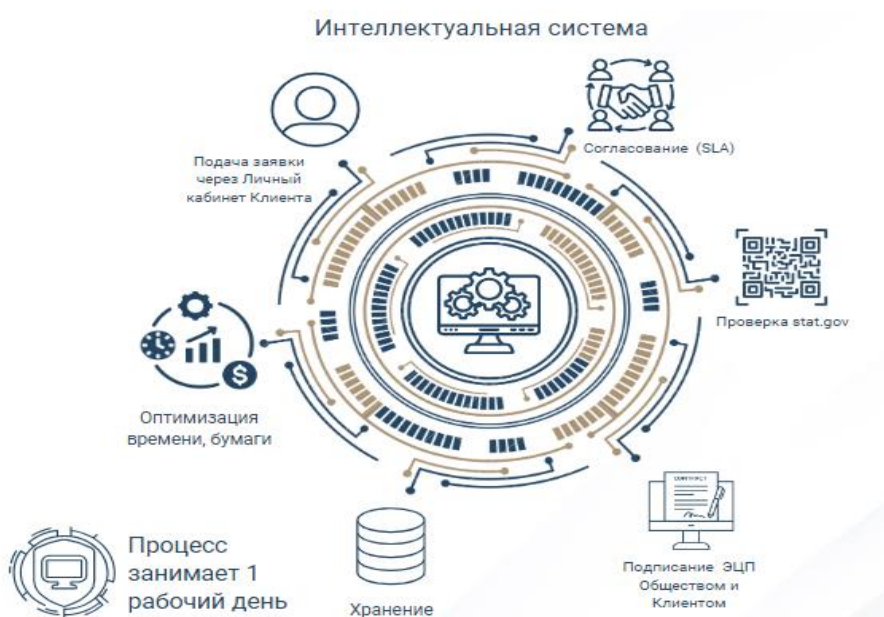 Интеллектуальная система
Подача заявки
через Личный
кабинет Клиента
Согласование (SLA)
Проверка stat.gov
Оптимизация
времени, бумаги
CONTRACT
Подписание ЭЦП
Обществом и
Клиентом
Хранение
Процесс
занимает 1
рабочий день